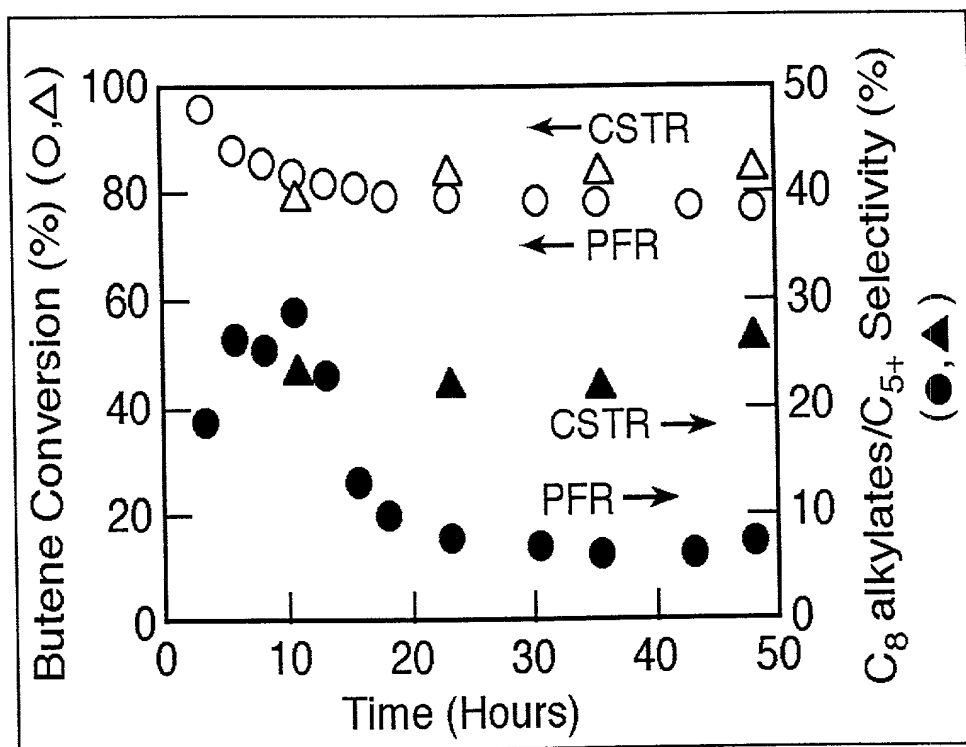 Butene Conversion (%) (○,△)
100
80
60
40
20
0
0
10
20
30
40
50
Time (Hours)
50
40
30
20
10
0
C₈ alkylates/C₅₊ Selectivity (%)
(●,▲)
← CSTR
← PFR
CSTR →
PFR →